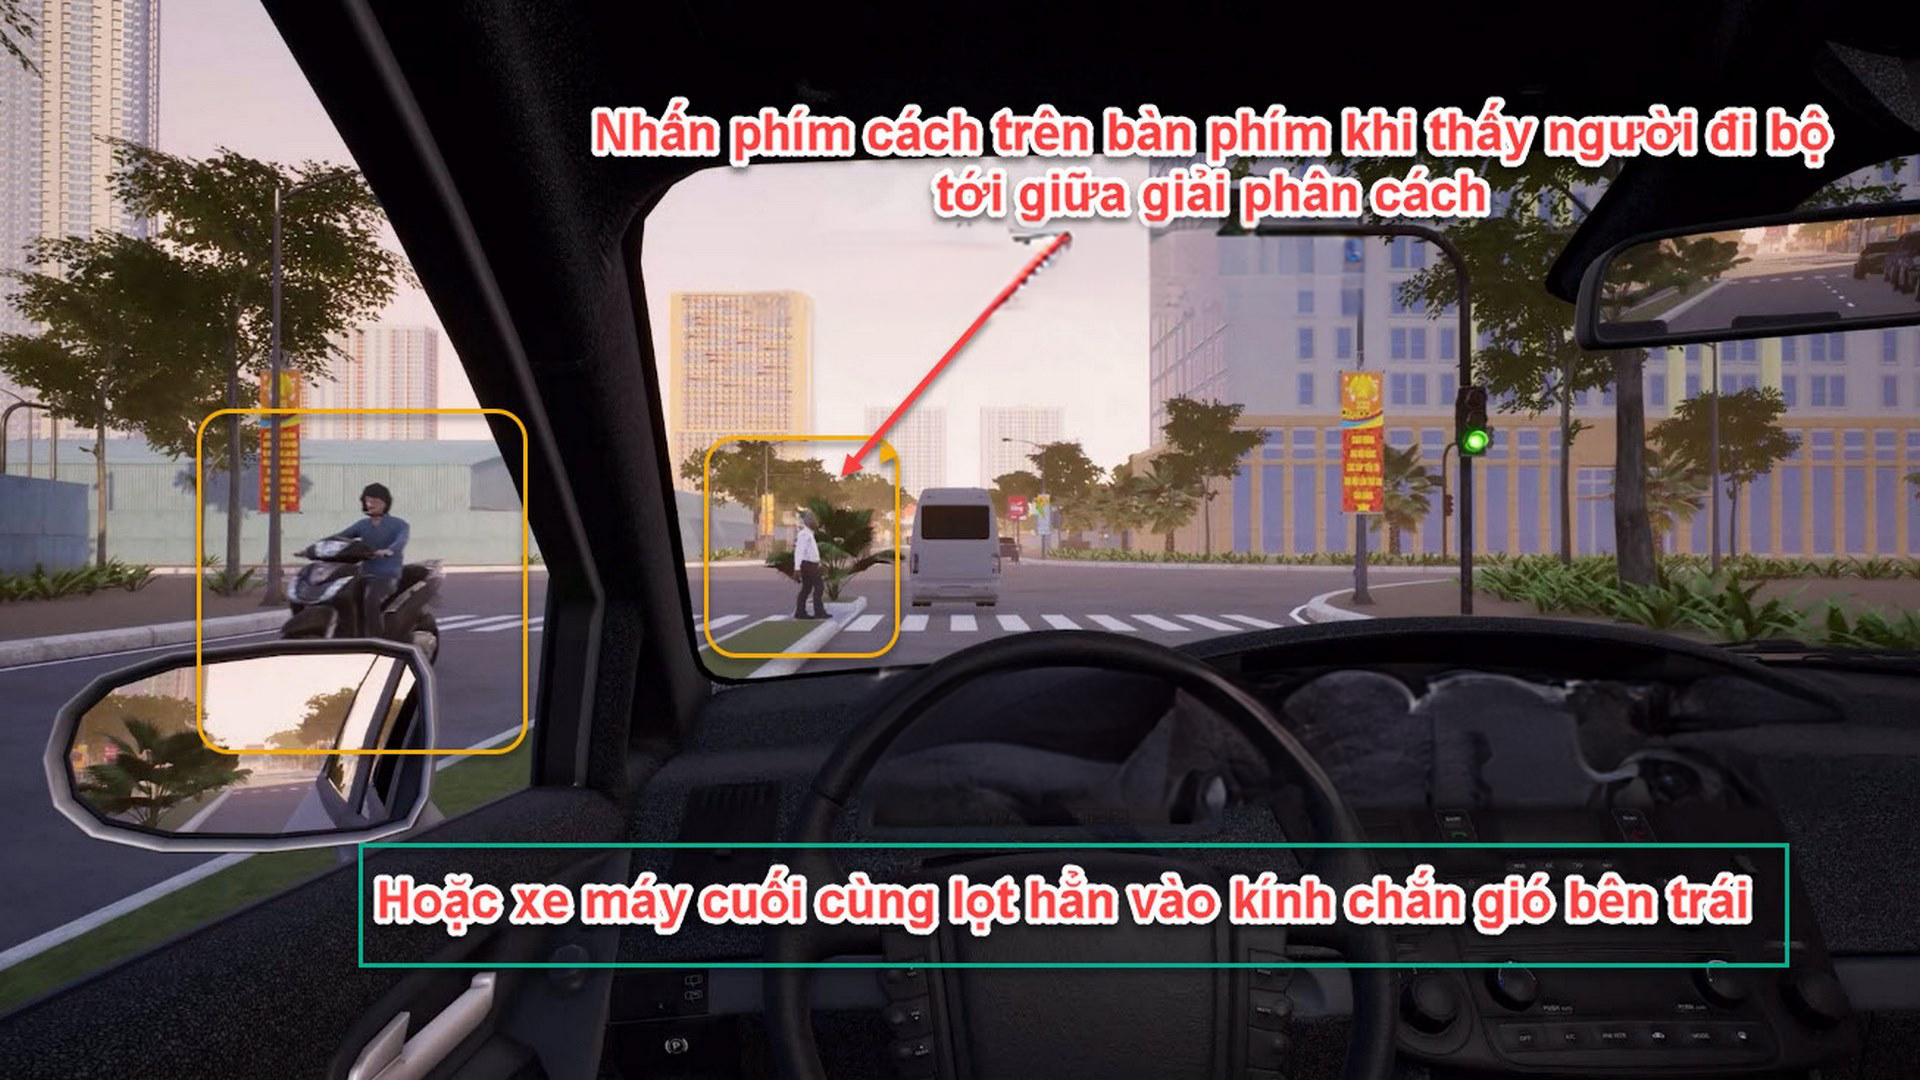 Nhấn phím cách trên bàn phím khi thấy người đi bộ
tới giữa giải phân cách
Hoặc xe máy cuối cùng lọt hẳn vào kính chắn gió bên trái